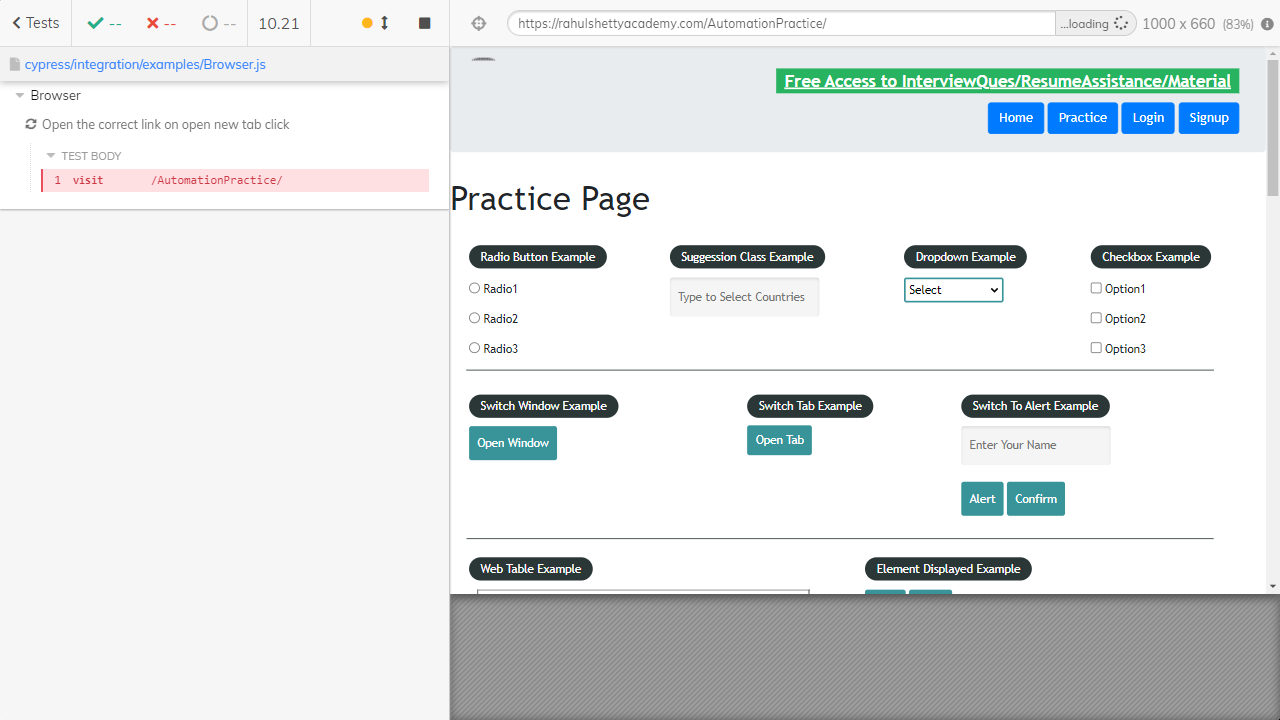 Tests
--
--
--
10.21
https://rahulshettyacademy.com/AutomationPractice/
...loading
1000 x 660 (83%)
cypress/integration/examples/Browser.js
Browser
Open the correct link on open new tab click
TEST BODY
1 visit /AutomationPractice/
Free Access to InterviewQues/ResumeAssistance/Material
Home
Practice
Login
Signup
Practice Page
Radio Button Example
Suggession Class Example
Dropdown Example
Checkbox Example
Radio1
Type to Select Countries
Select
Option1
Radio2
Option2
Radio3
Option3
Switch Window Example
Switch Tab Example
Switch To Alert Example
Open Window
Open Tab
Enter Your Name
Alert
Confirm
Web Table Example
Element Displayed Example